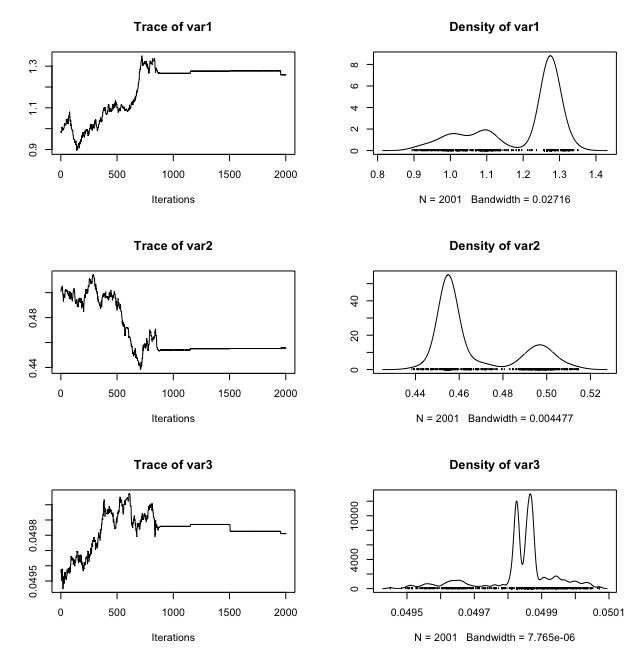 Trace of var1
Density of var1
0.9 1.1 1.3
0 500 1000 1500 2000
Iterations
0 2 4 6 8
0.8 0.9 1.0 1.1 1.2 1.3 1.4
N = 2001 Bandwidth = 0.02716
Trace of var2
Density of var2
0.44 0.48
0 500 1000 1500 2000
Iterations
0 20 40
0.44 0.46 0.48 0.50 0.52
N = 2001 Bandwidth = 0.004477
Trace of var3
Density of var3
0.0495 0.0498
0 500 1000 1500 2000
Iterations
0 4000 10000
0.0495 0.0497 0.0499 0.0501
N = 2001 Bandwidth = 7.765e-06